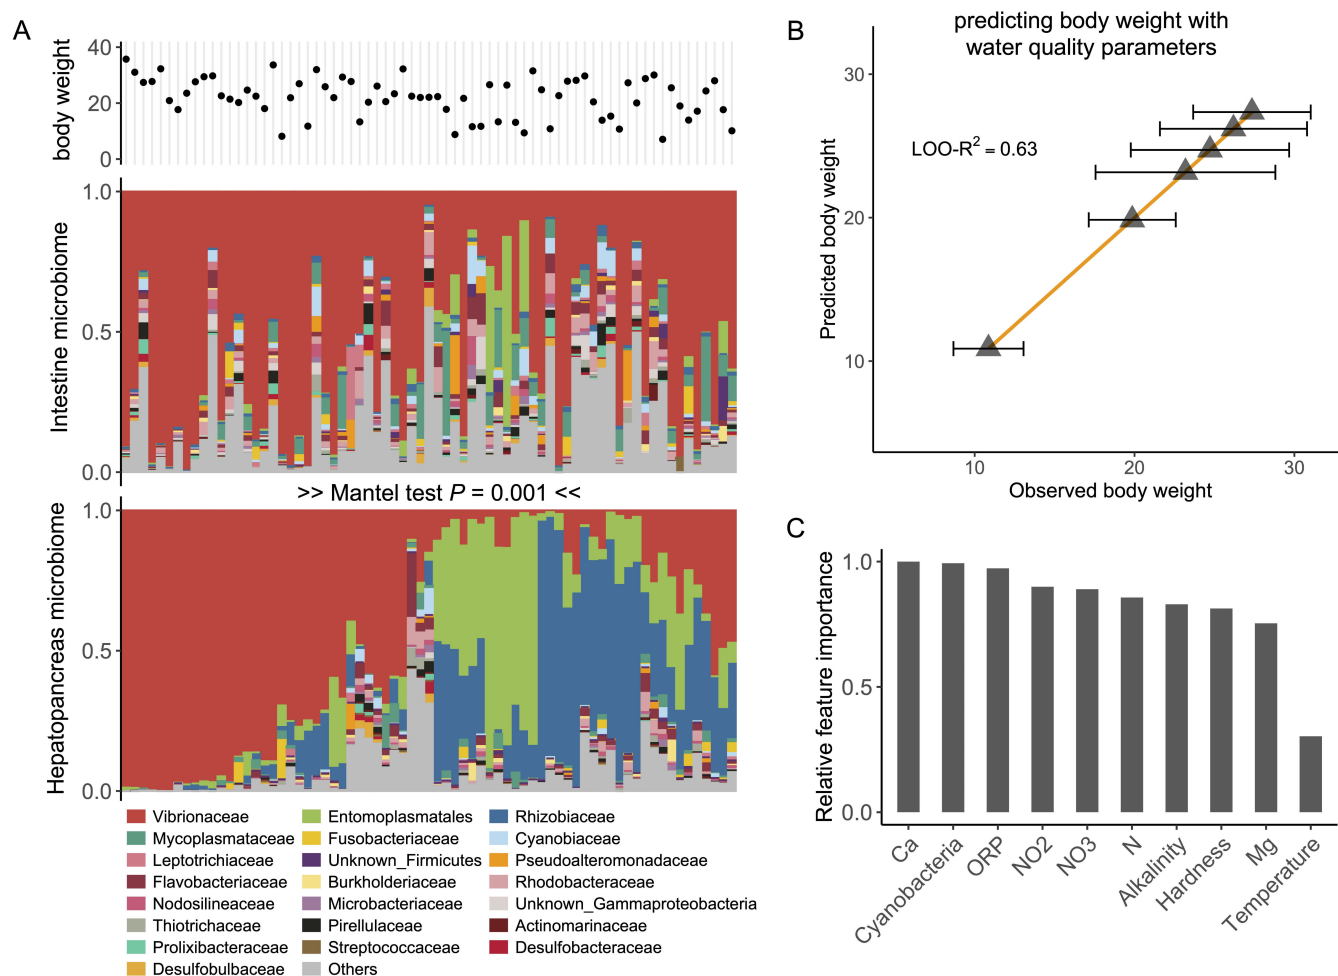 A
body weight
40
20
0
Intestine microbiome
1.0
0.5
0.0
>> Mantel test P = 0.001 <<
Hepatopancreas microbiome
1.0
0.5
0.0
Vibrionaceae
Entomoplasmatales
Rhizobiaceae
Mycoplasmataceae
Fusobacteriaceae
Cyanobiaceae
Leptotrichiaceae
Unknown_Firmicutes
Pseudoalteromonadaceae
Flavobacteriaceae
Burkholderiaceae
Rhodobacteraceae
Nodosilineaceae
Microbacteriaceae
Unknown_Gammaproteobacteria
Thiotrichaceae
Pirellulaceae
Actinomarinaceae
Prolixibacteraceae
Streptococcaceae
Desulfobacteraceae
Desulfobulbaceae
Others
B
predicting body weight with
water quality parameters
Predicted body weight
30
20
10
LOO-R² = 0.63
10
20
30
Observed body weight
C
Relative feature importance
1.0
0.5
0.0
Ca
Cyanobacteria
ORP
NO2
NO3
N
Alkalinity
Hardness
Mg
Temperature